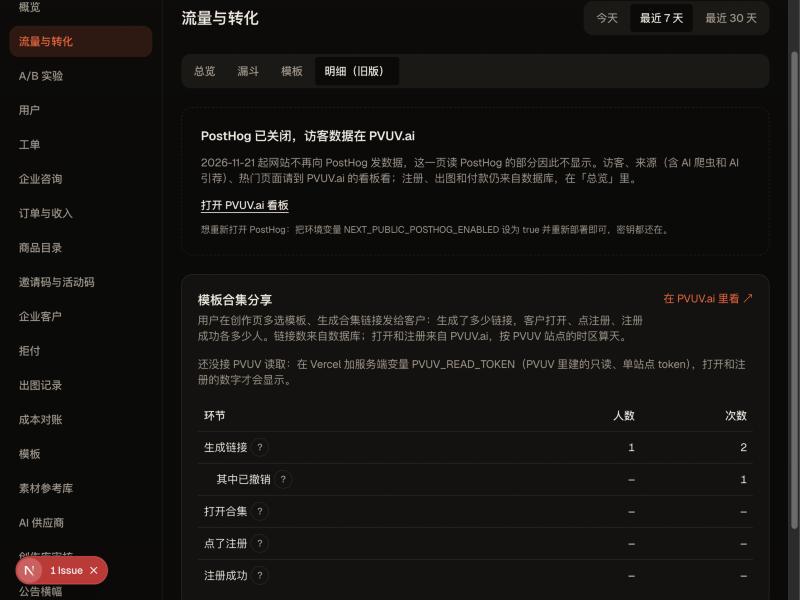 概览
流量与转化
A/B 实验
用户
工单
企业咨询
订单与收入
商品目录
邀请码与活动码
企业客户
拒付
出图记录
成本对账
模板
素材参考库
AI 供应商
公告横幅
N 1 Issue ×
流量与转化
今天 最近 7 天 最近 30 天
总览 漏斗 模板 明细（旧版）
PostHog 已关闭，访客数据在 PVUV.ai
2026-11-21 起网站不再向 PostHog 发数据，这一页读 PostHog 的部分因此不显示。访客、来源（含 AI 爬虫和 AI
引荐）、热门页面请到 PVUV.ai 的看板看；注册、出图和付款仍来自数据库，在「总览」里。
打开 PVUV.ai 看板
想重新打开 PostHog：把环境变量 NEXT_PUBLIC_POSTHOG_ENABLED 设为 true 并重新部署即可，密钥都还在。
模板合集分享
在 PVUV.ai 里看 ↗
用户在创作页多选模板、生成合集链接发给客户：生成了多少链接，客户打开、点注册、注册
成功各多少人。链接数来自数据库；打开和注册来自 PVUV.ai，按 PVUV 站点的时区算天。
还没接 PVUV 读取：在 Vercel 加服务端变量 PVUV_READ_TOKEN（PVUV 里建的只读、单站点 token），打开和注
册的数字才会显示。
环节 人数 次数
生成链接 ? 1 2
其中已撤销 ? – 1
打开合集 ? – –
点了注册 ? – –
注册成功 ? – –